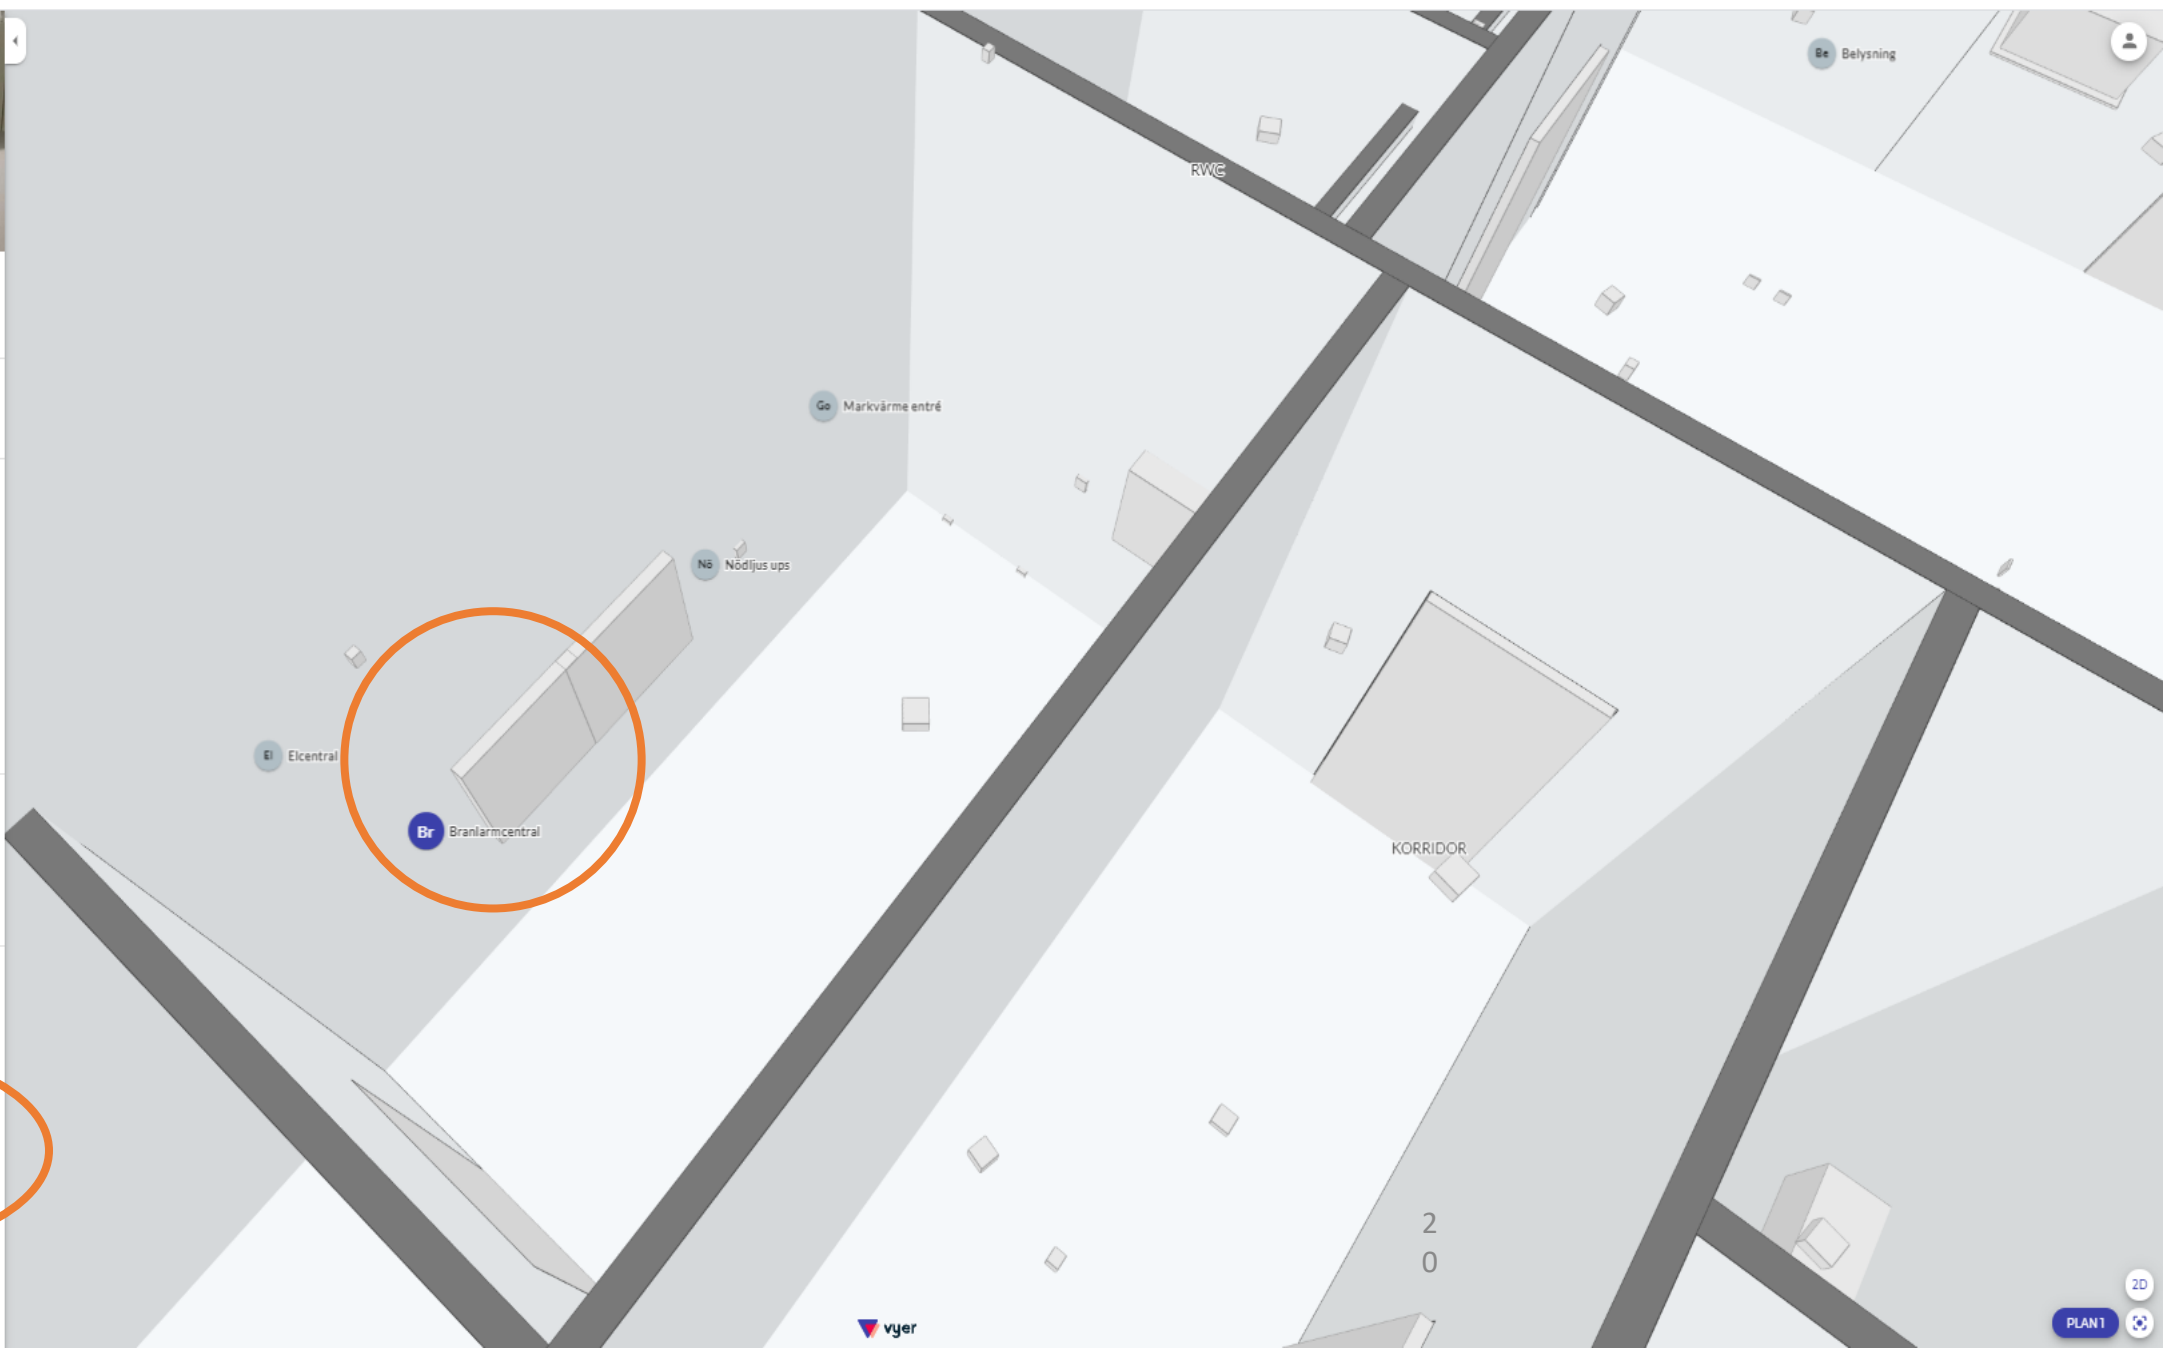 Be Belysning
RWC
Go Markvärme entré
Nö Nödljus ups
El Elcentral
Br Branlarmcentral
KORRIDOR
2
0
2D
PLAN 1
vyer